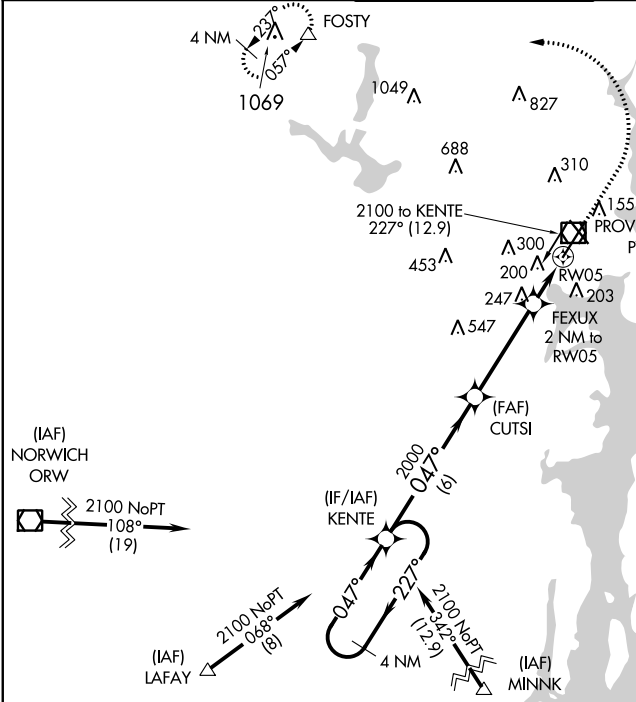 FOSTY
237°
4 NM
057°
1069
1049
827
688
310
155
2100 to KENTE
227° (12.9)
PROV
P
300
453
200
RW05
247
203
547
FEXUX
2 NM to
RW05
(FAF)
CUTSI
(IAF)
NORWICH
ORW
2000
047°
(6)
(IF/IAF)
KENTE
2100 NoPT
108°
(19)
047°
227°
2100 NoPT
068°
(8)
2100 NoPT
342°
(12.9)
4 NM
(IAF)
LAFAY
(IAF)
MINNK